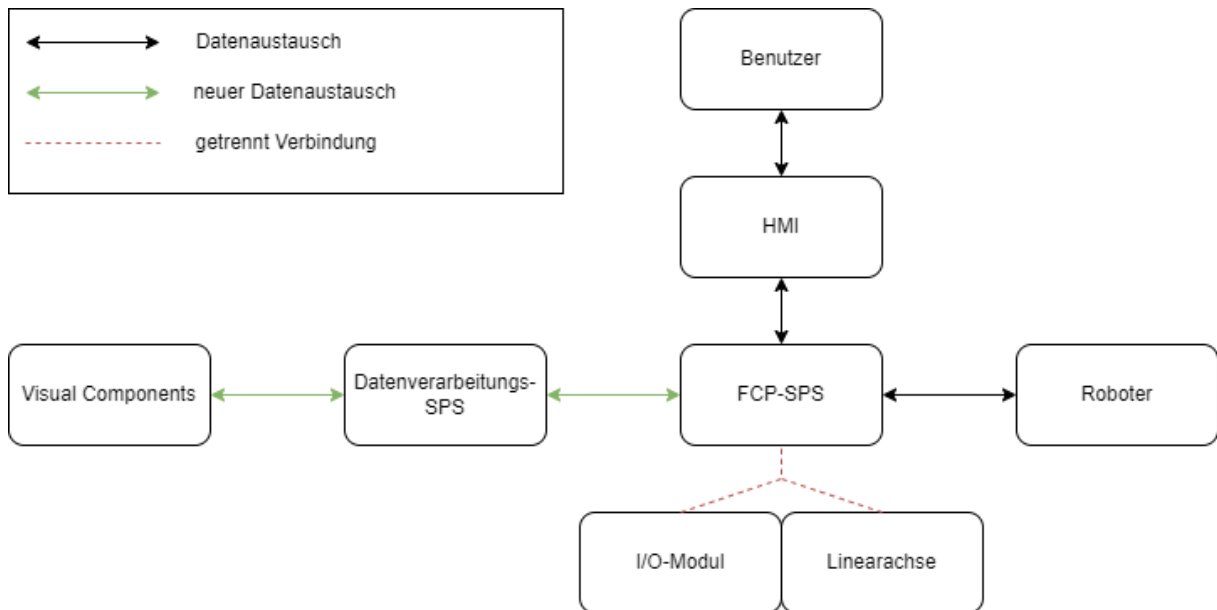 Datenaustausch
neuer Datenaustausch
getrennt Verbindung
Benutzer
HMI
Visual Components
Datenverarbeitungs-
SPS
FCP-SPS
Roboter
I/O-Modul
Linearachse